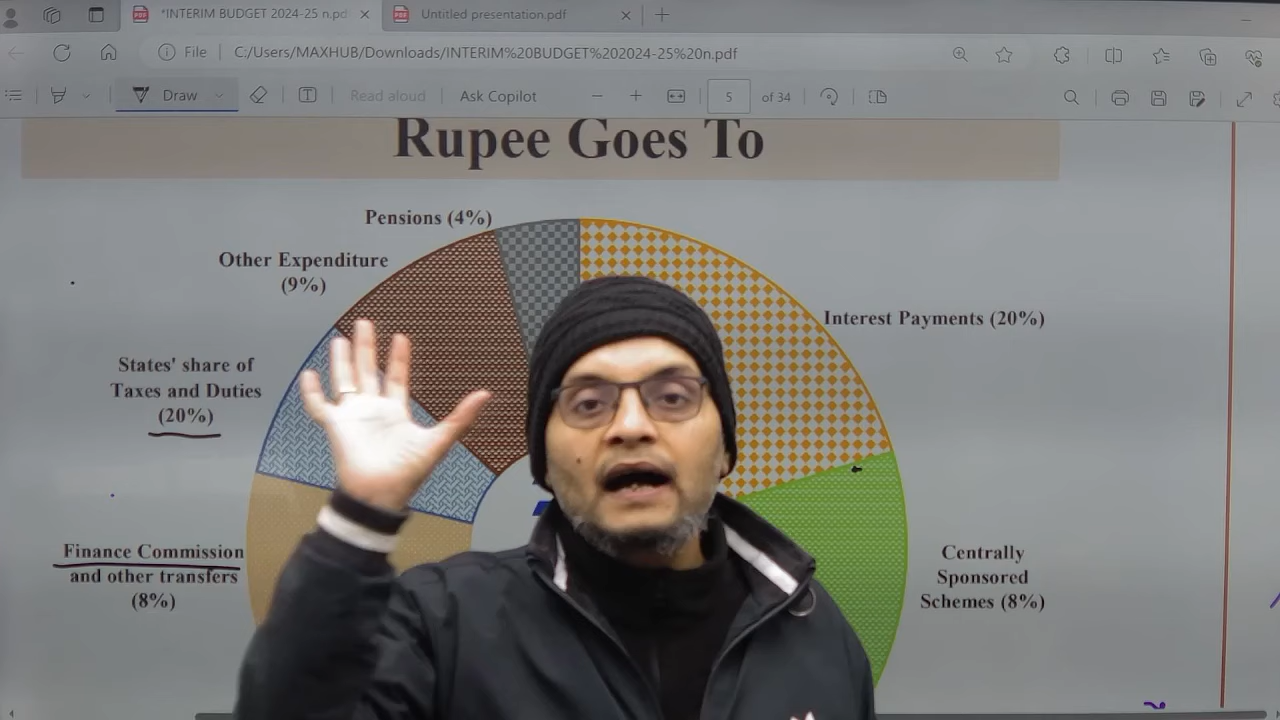 *INTERIM BUDGET 2024-25 n.pd
Untitled presentation.pdf
File
C:/Users/MAXHUB/Downloads/INTERIM%20BUDGET%202024-25%20n.pdf
Draw
Read aloud
Ask Copilot
5
of 34
Rupee Goes To
Pensions (4%)
Other Expenditure
(9%)
Interest Payments (20%)
States' share of
Taxes and Duties
(20%)
Finance Commission
and other transfers
(8%)
Centrally
Sponsored
Schemes (8%)